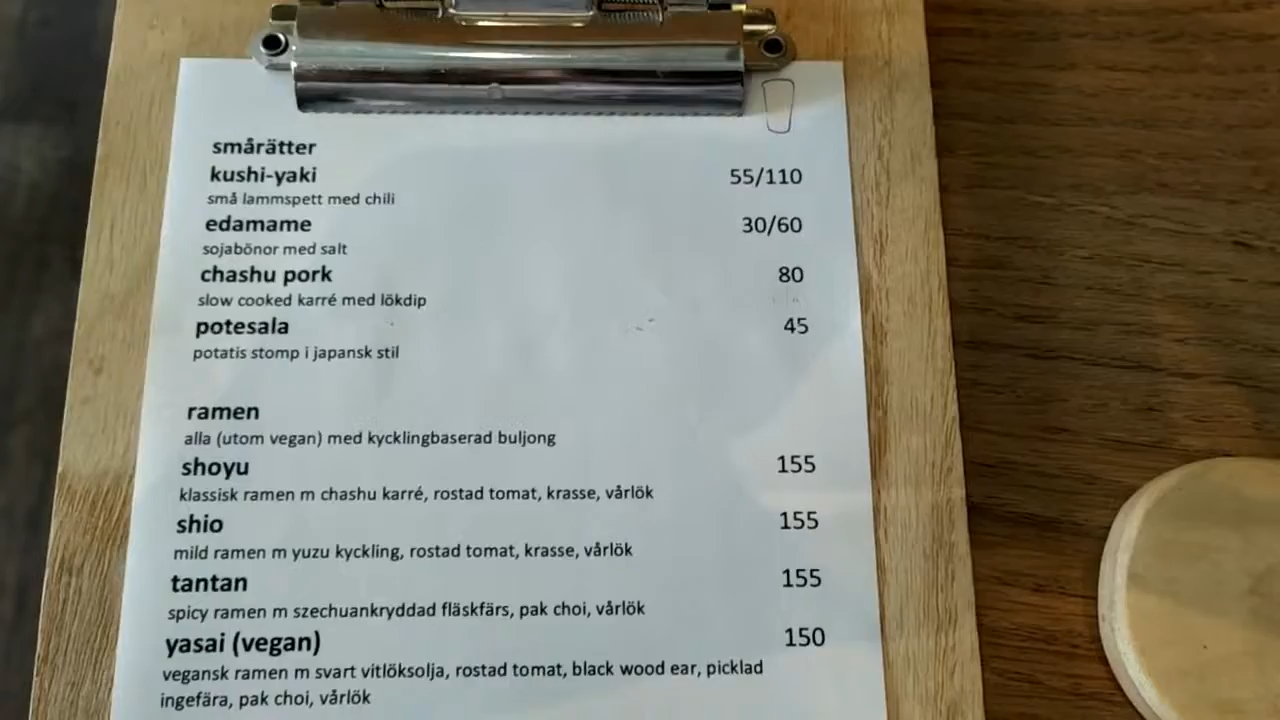 smårätter
kushi-yaki 55/110
små lammspett med chili
edamame 30/60
sojabönor med salt
chashu pork 80
slow cooked karré med lökdip
potesala 45
potatis stomp i japansk stil
ramen
alla (utom vegan) med kycklingbaserad buljong
shoyu 155
klassisk ramen m chashu karré, rostad tomat, krasse, vårlök
shio 155
mild ramen m yuzu kyckling, rostad tomat, krasse, vårlök
tantan 155
spicy ramen m szechuankryddad fläskfärs, pak choi, vårlök
yasai (vegan) 150
vegansk ramen m svart vitlöksolja, rostad tomat, black wood ear, picklad
ingefära, pak choi, vårlök